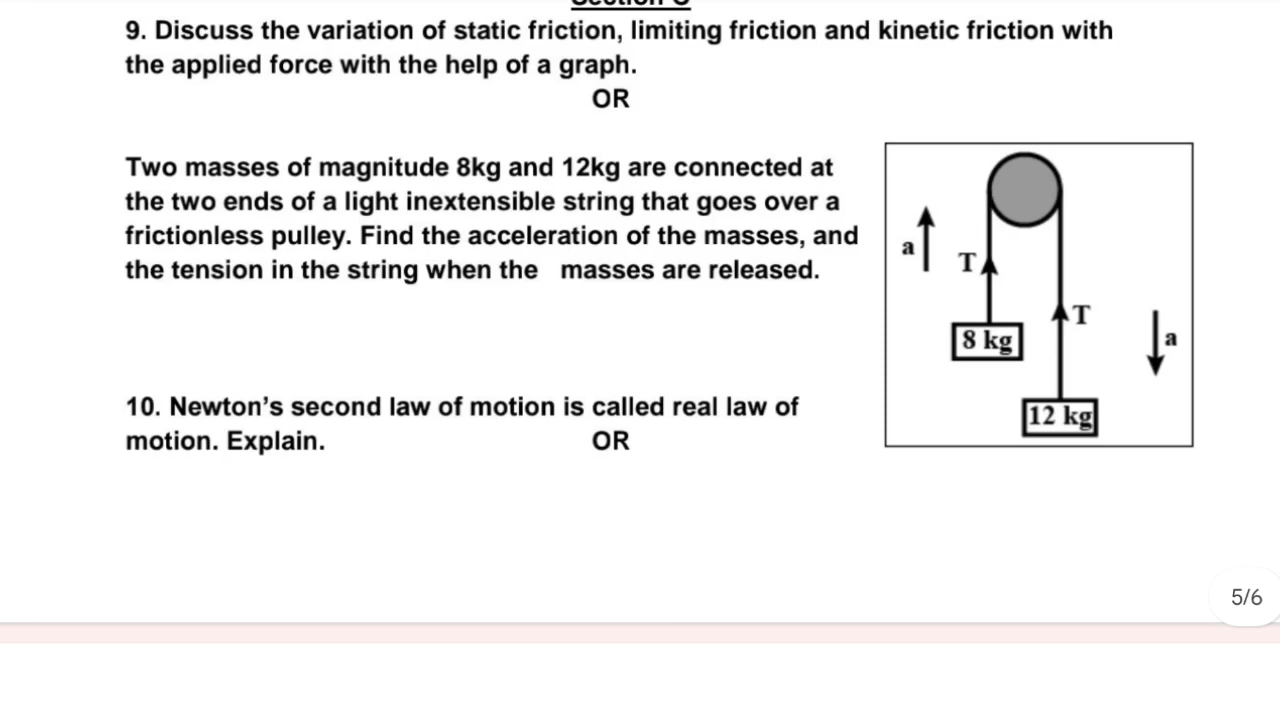 9. Discuss the variation of static friction, limiting friction and kinetic friction with
the applied force with the help of a graph.
OR
Two masses of magnitude 8kg and 12kg are connected at
the two ends of a light inextensible string that goes over a
frictionless pulley. Find the acceleration of the masses, and
the tension in the string when the masses are released.
a
T
8 kg
T
a
12 kg
10. Newton's second law of motion is called real law of
motion. Explain.
OR
5/6